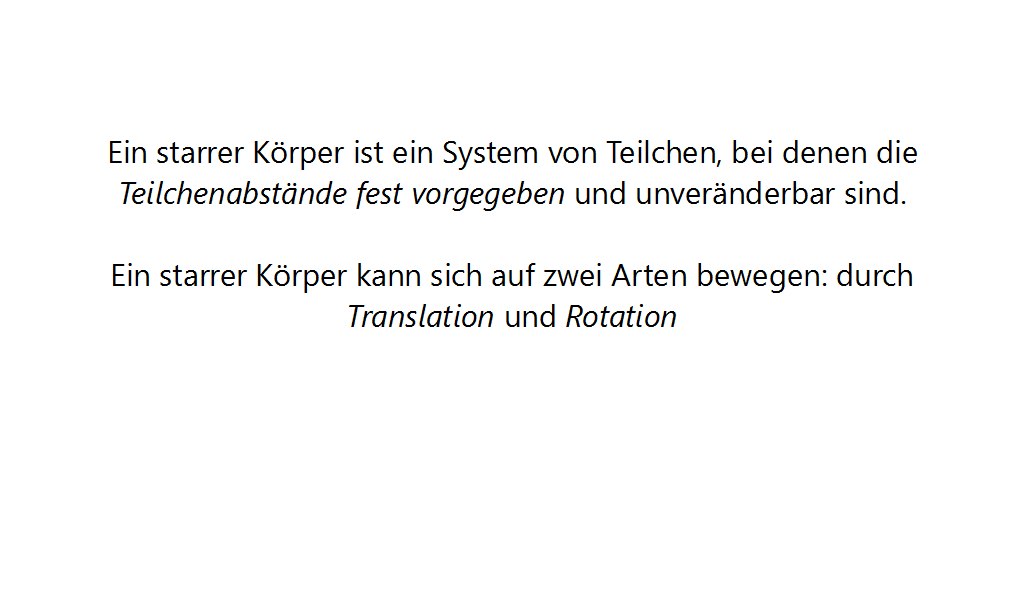 Ein starrer Körper ist ein System von Teilchen, bei denen die
Teilchenabstände fest vorgegeben und unveränderbar sind.
Ein starrer Körper kann sich auf zwei Arten bewegen: durch
Translation und Rotation